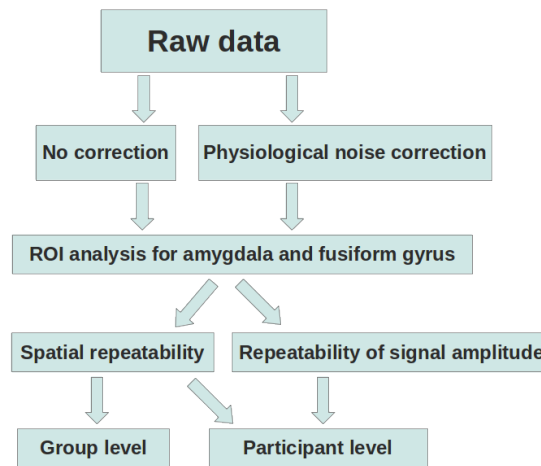 Raw data
No correction
Physiological noise correction
ROI analysis for amygdala and fusiform gyrus
Spatial repeatability
Repeatability of signal amplitude
Group level
Participant level